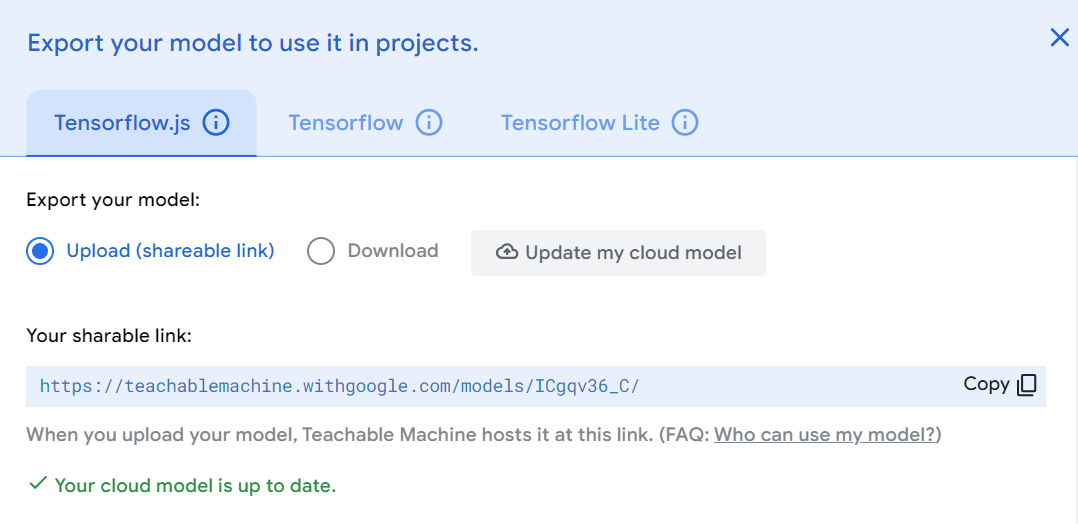 Export your model to use it in projects.
Tensorflow.js Tensorflow Tensorflow Lite
Export your model:
Upload (shareable link) Download Update my cloud model
Your sharable link:
https://teachablemachine.withgoogle.com/models/ICgqv36_C/ Copy
When you upload your model, Teachable Machine hosts it at this link. (FAQ: Who can use my model?)
Your cloud model is up to date.